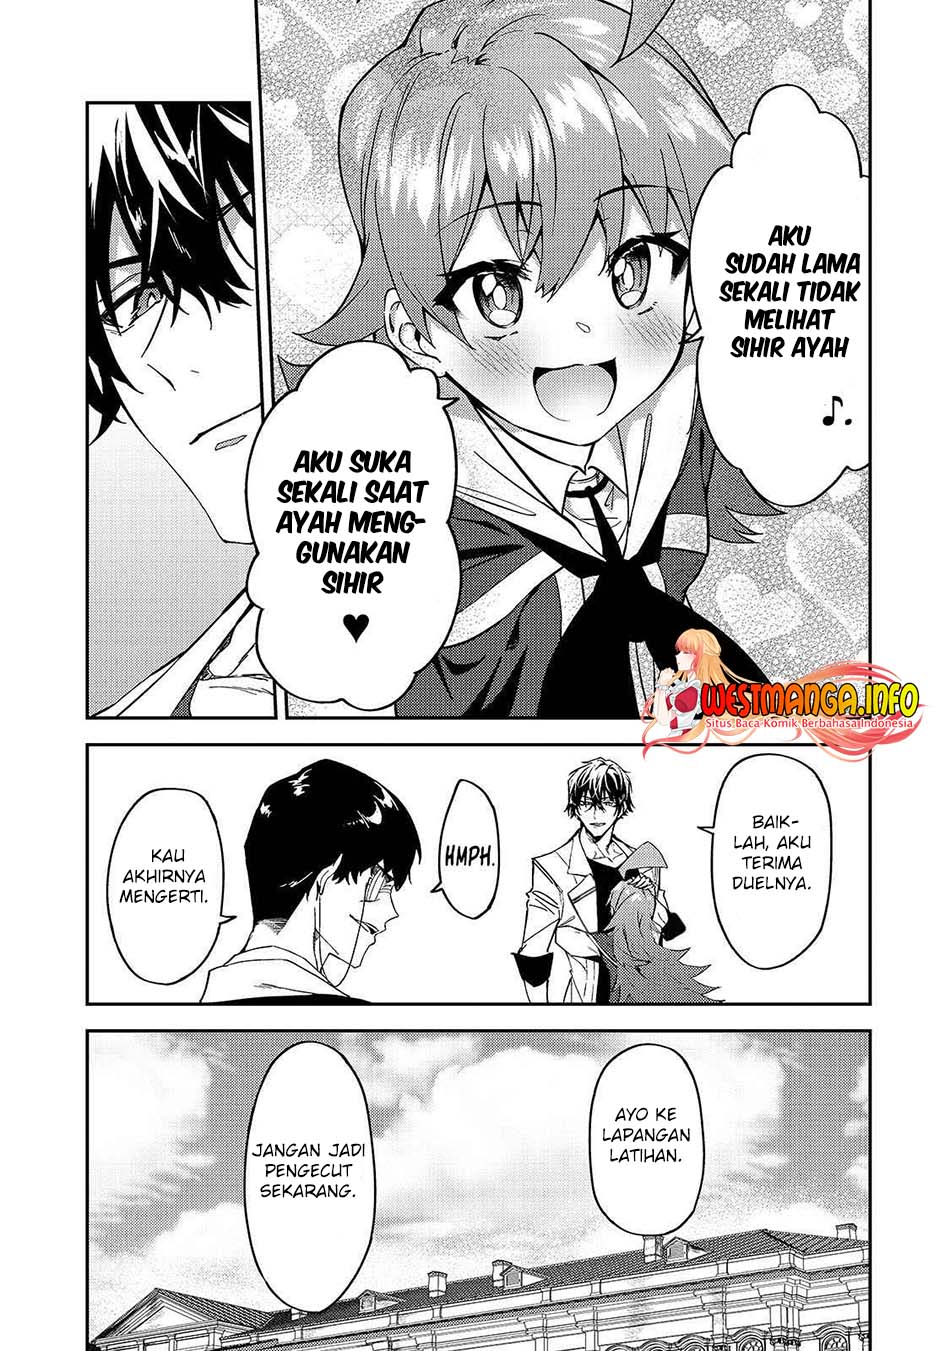 AKU
SUDAH LAMA
SEKALI TIDAK
MELIHAT
SIHIR AYAH
♪.
AKU SUKA
SEKALI SAAT
AYAH MENG-
GUNAKAN
SIHIR
♥
WESTMANGA.INFO
Situs Baca Komik Berbahasa Indonesia
BAIK-
LAH, AKU
TERIMA
DUELNYA.
HMPH.
KAU
AKHIRNYA
MENGERTI.
AYO KE
LAPANGAN
LATIHAN.
JANGAN JADI
PENGECUT
SEKARANG.